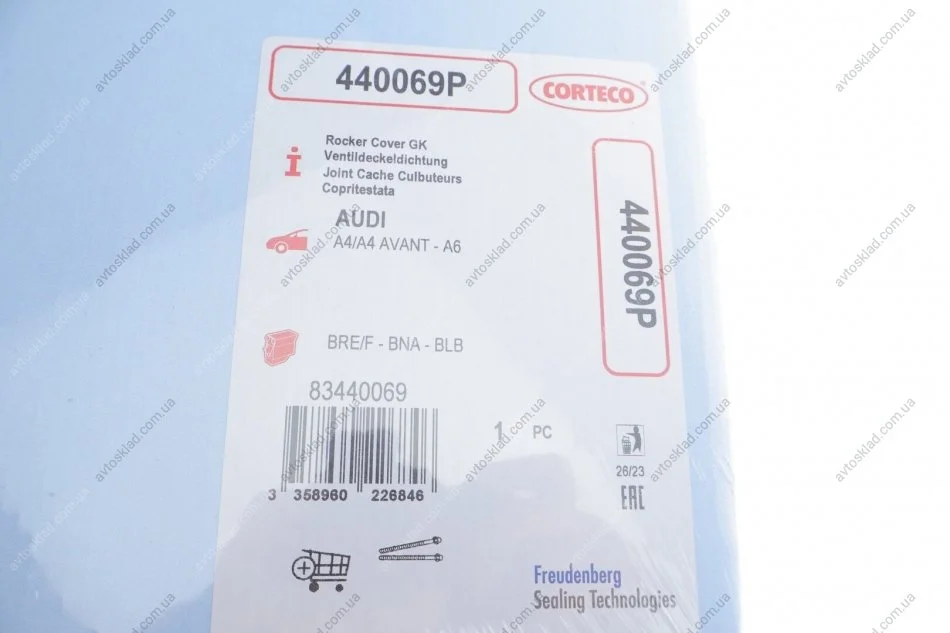 440069P
CORTECO
Rocker Cover GK
Ventildeckeldichtung
Joint Cache Culbuteurs
Copritestata
AUDI
A4/A4 AVANT - A6
440069P
BRE/F - BNA - BLB
83440069
1 PC
3 358960 226846
26/23
EAC
Freudenberg
Sealing Technologies
avtosklad.com.ua